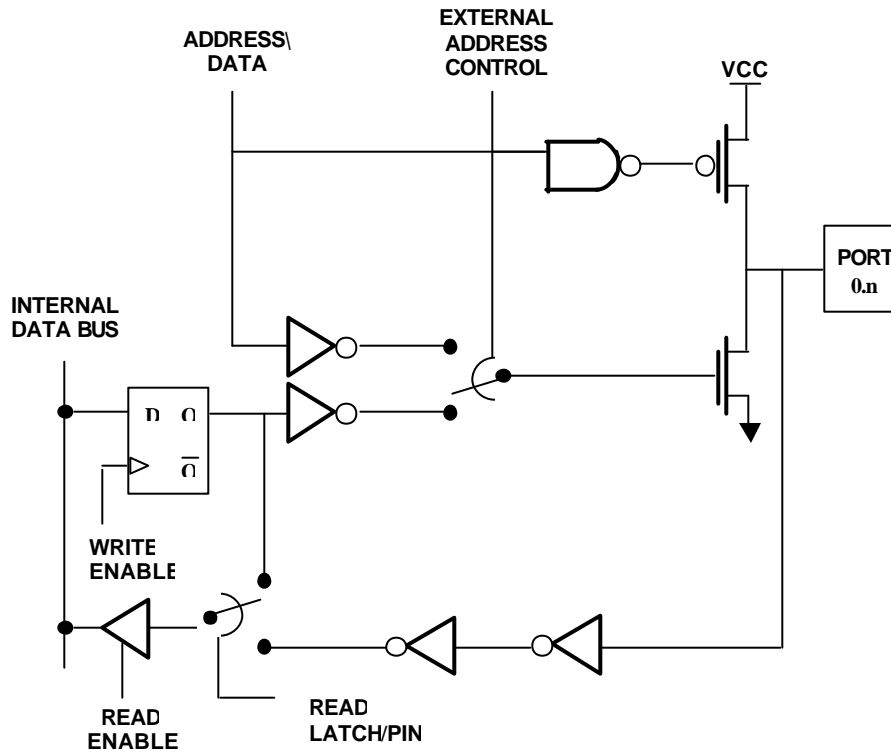 EXTERNAL
ADDRESS
CONTROL
ADDRESS\
DATA
VCC
PORT
0.n
INTERNAL
DATA BUS
D Q
Q
WRITE
ENABLE
READ
ENABLE
READ
LATCH/PIN